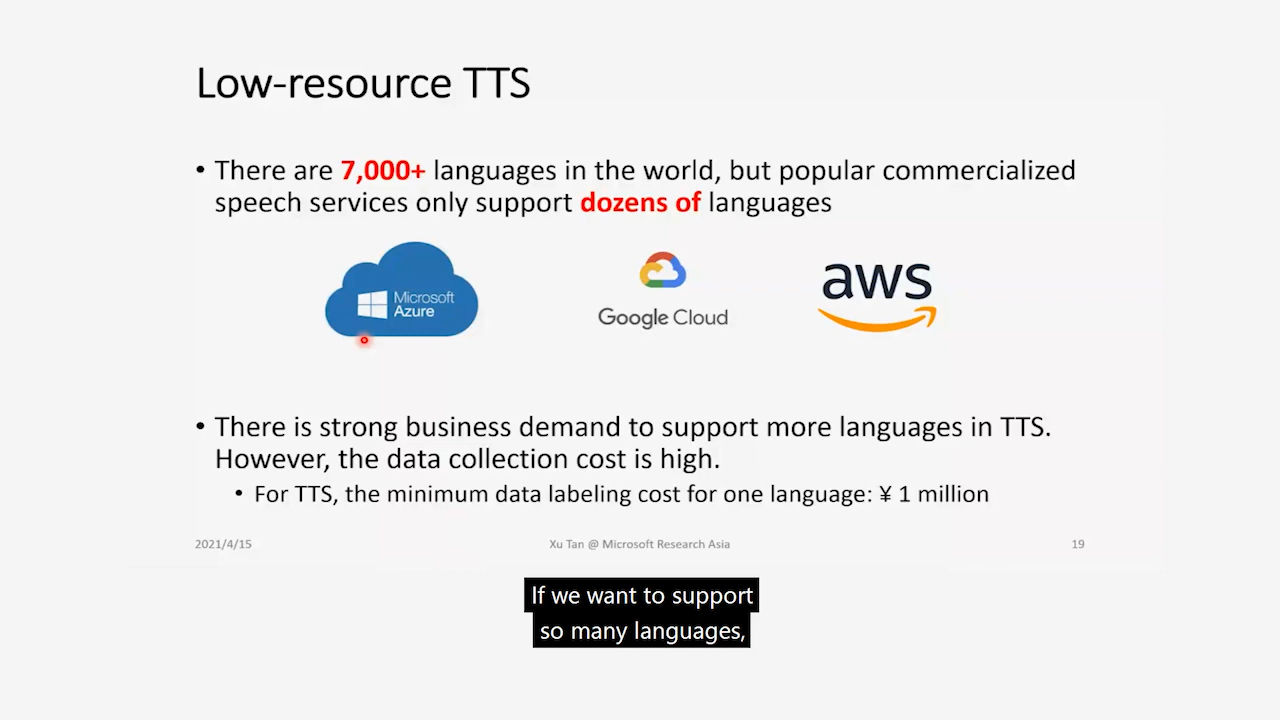 Low-resource TTS
• There are 7,000+ languages in the world, but popular commercialized
speech services only support dozens of languages
Microsoft
Azure
Google Cloud
aws
• There is strong business demand to support more languages in TTS.
However, the data collection cost is high.
• For TTS, the minimum data labeling cost for one language: ¥ 1 million
2021/4/15
Xu Tan @ Microsoft Research Asia
19
If we want to support
so many languages,